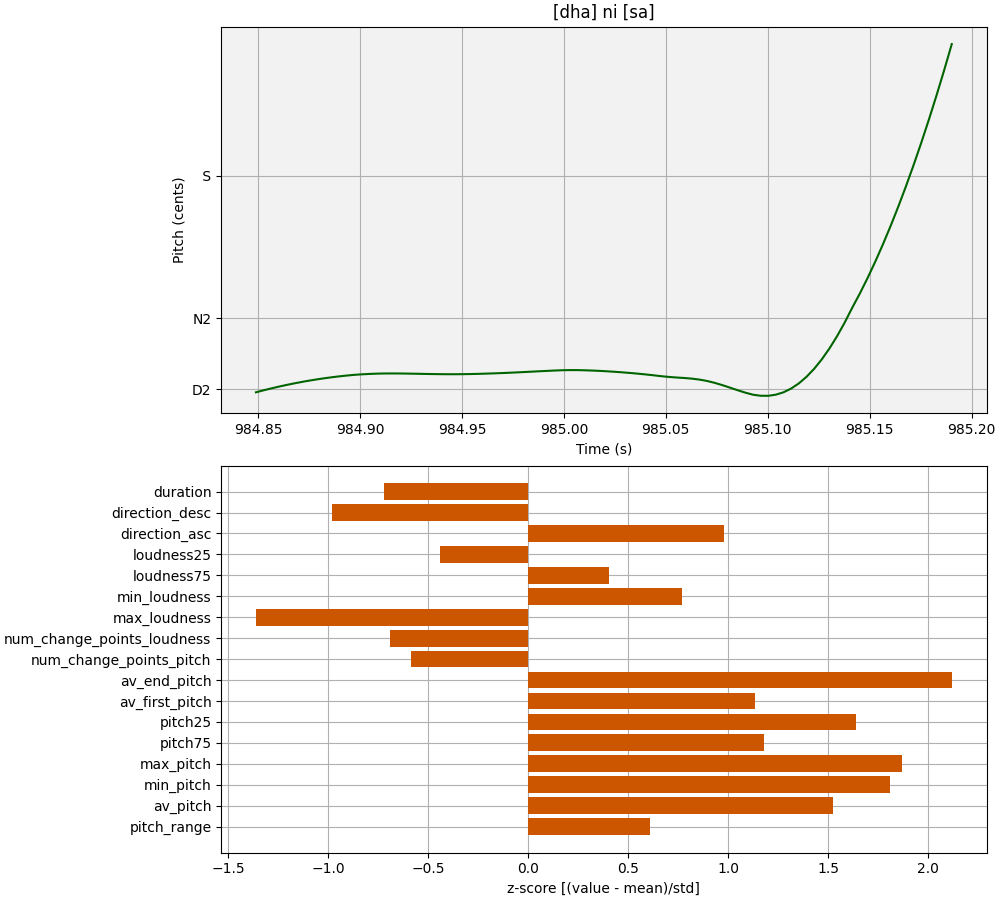 [dha] ni [sa]
S
N2
D2
Pitch (cents)
984.85 984.90 984.95 985.00 985.05 985.10 985.15 985.20
Time (s)
duration
direction_desc
direction_asc
loudness25
loudness75
min_loudness
max_loudness
num_change_points_loudness
num_change_points_pitch
av_end_pitch
av_first_pitch
pitch25
pitch75
max_pitch
min_pitch
av_pitch
pitch_range
−1.5 −1.0 −0.5 0.0 0.5 1.0 1.5 2.0
z-score [(value - mean)/std]